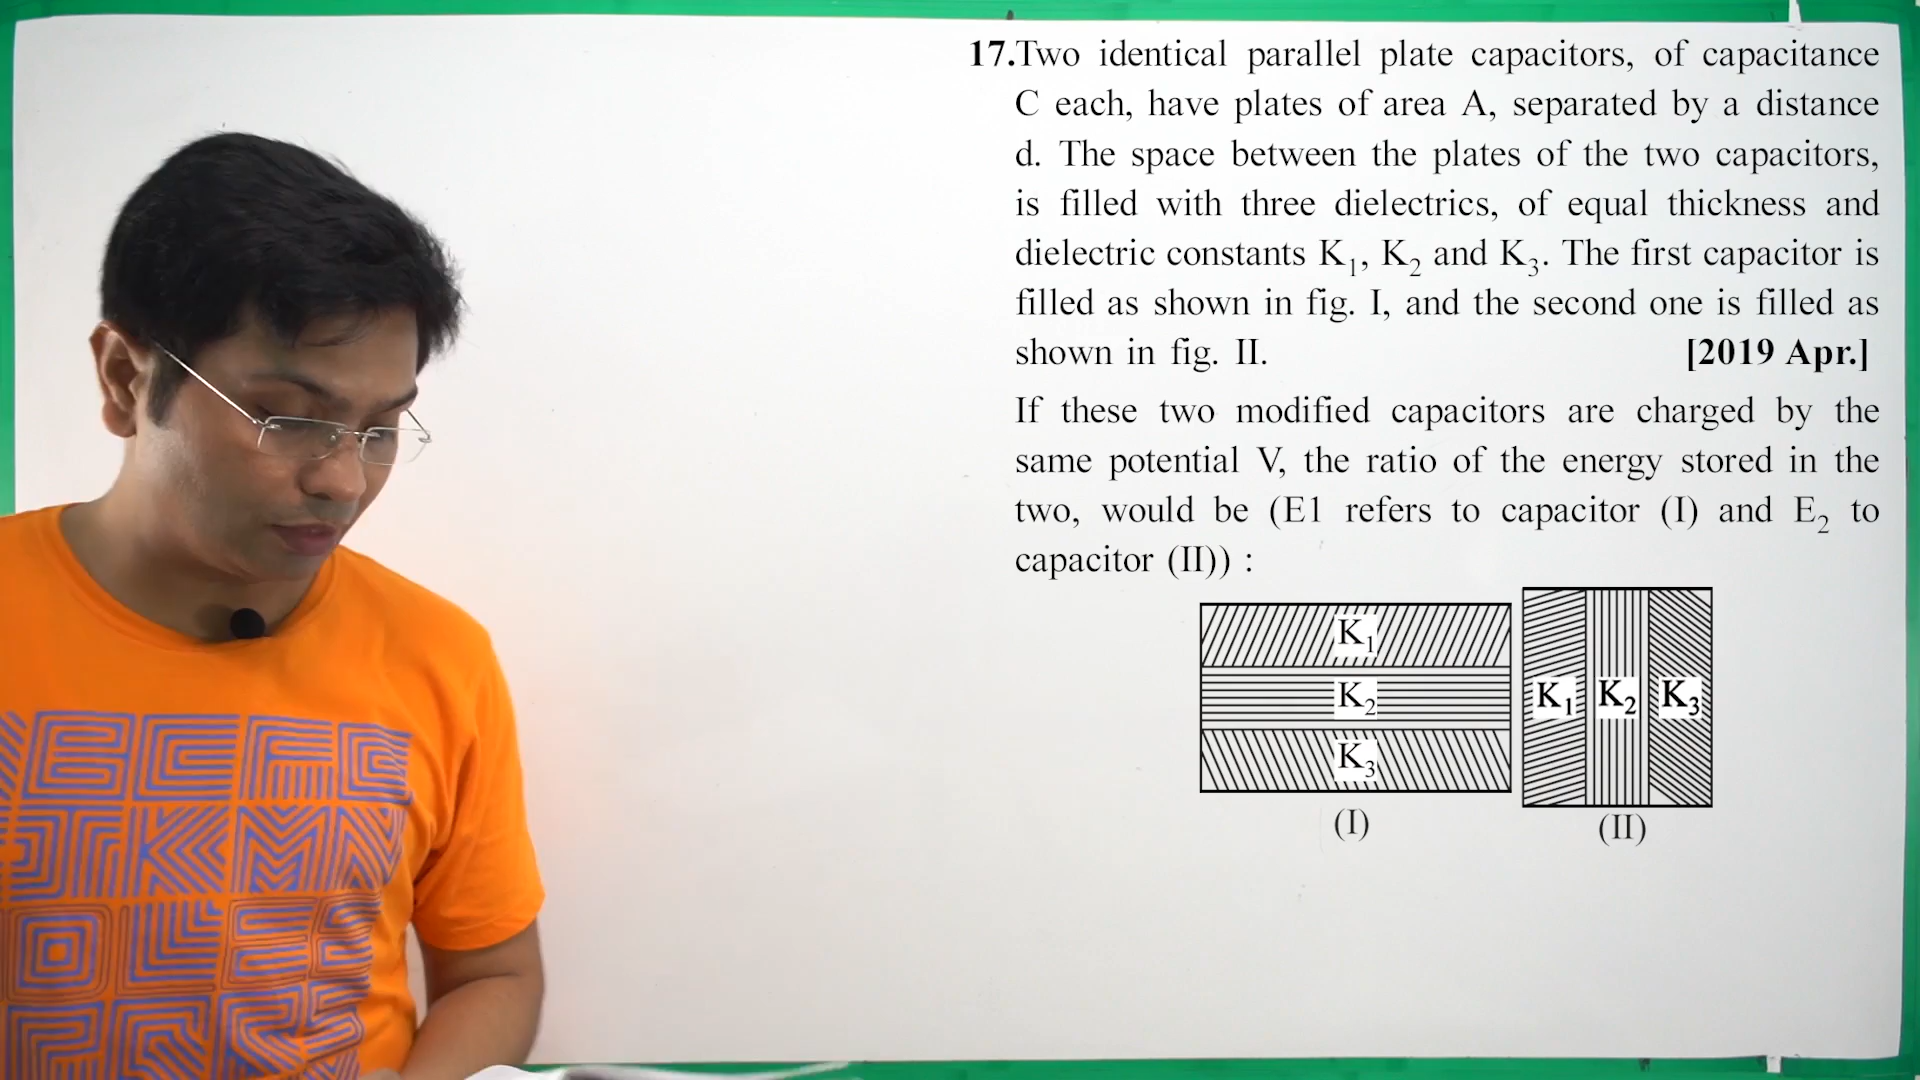 17.Two identical parallel plate capacitors, of capacitance
C each, have plates of area A, separated by a distance
d. The space between the plates of the two capacitors,
is filled with three dielectrics, of equal thickness and
dielectric constants K₁, K₂ and K₃. The first capacitor is
filled as shown in fig. I, and the second one is filled as
shown in fig. II. [2019 Apr.]
If these two modified capacitors are charged by the
same potential V, the ratio of the energy stored in the
two, would be (E1 refers to capacitor (I) and E₂ to
capacitor (II)) :
K₁
K₂
K₃
(I)
K₁ K₂ K₃
(II)